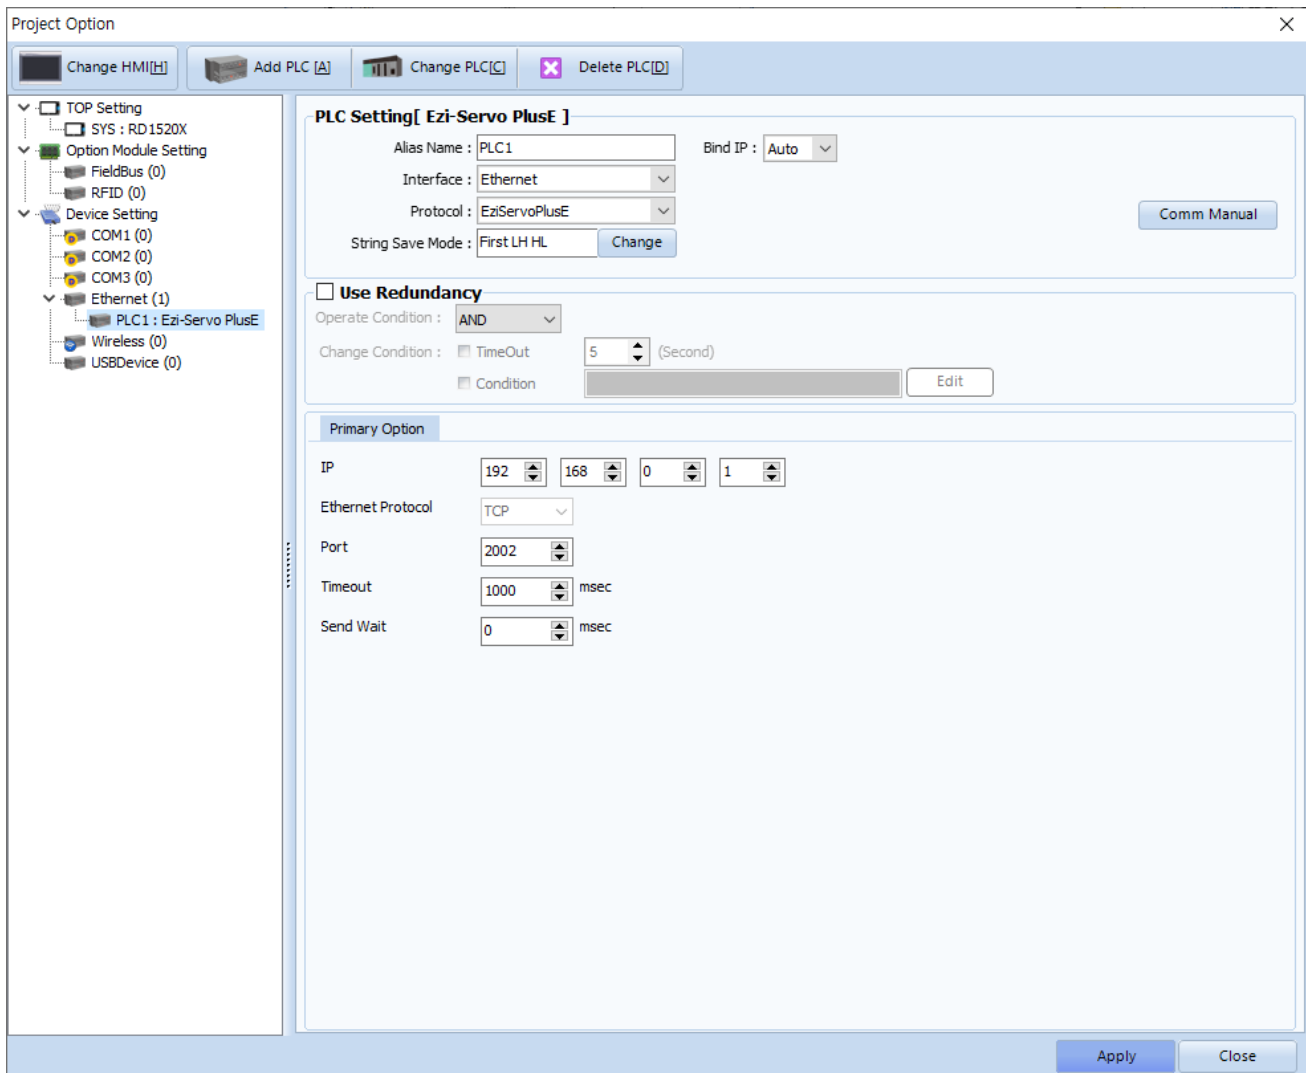 Project Option
Change HMI[H]
Add PLC [A]
Change PLC[C]
Delete PLC[D]
TOP Setting
SYS : RD1520X
Option Module Setting
FieldBus (0)
RFID (0)
Device Setting
COM1 (0)
COM2 (0)
COM3 (0)
Ethernet (1)
PLC1 : Ezi-Servo PlusE
Wireless (0)
USBDevice (0)
PLC Setting[ Ezi-Servo PlusE ]
Alias Name : PLC1 Bind IP : Auto
Interface : Ethernet
Protocol : EziServoPlusE
Comm Manual
String Save Mode : First LH HL Change
Use Redundancy
Operate Condition : AND
Change Condition : TimeOut 5 (Second)
Condition Edit
Primary Option
IP 192 168 0 1
Ethernet Protocol TCP
Port 2002
Timeout 1000 msec
Send Wait 0 msec
Apply Close